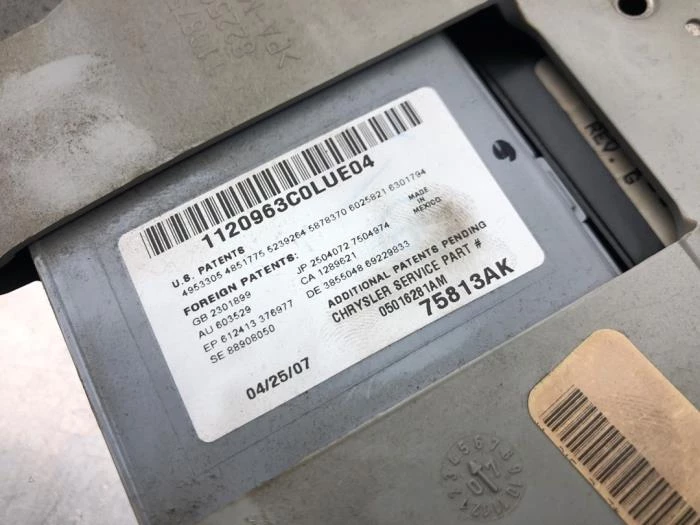 1120963C0LUE04
U.S. PATENTS
4953305 4851775 5239264 5878370 6025821 6301794
FOREIGN PATENTS:
GB 2301899
JP 2504072 7504974
AU 603529
CA 1289621
EP 612413 376977
DE 3855048 69229833
SE 88908050
MADE
IN
MEXICO
ADDITIONAL PATENTS PENDING
CHRYSLER SERVICE PART #
05016281AM
04/25/07
75813AK
REV. G